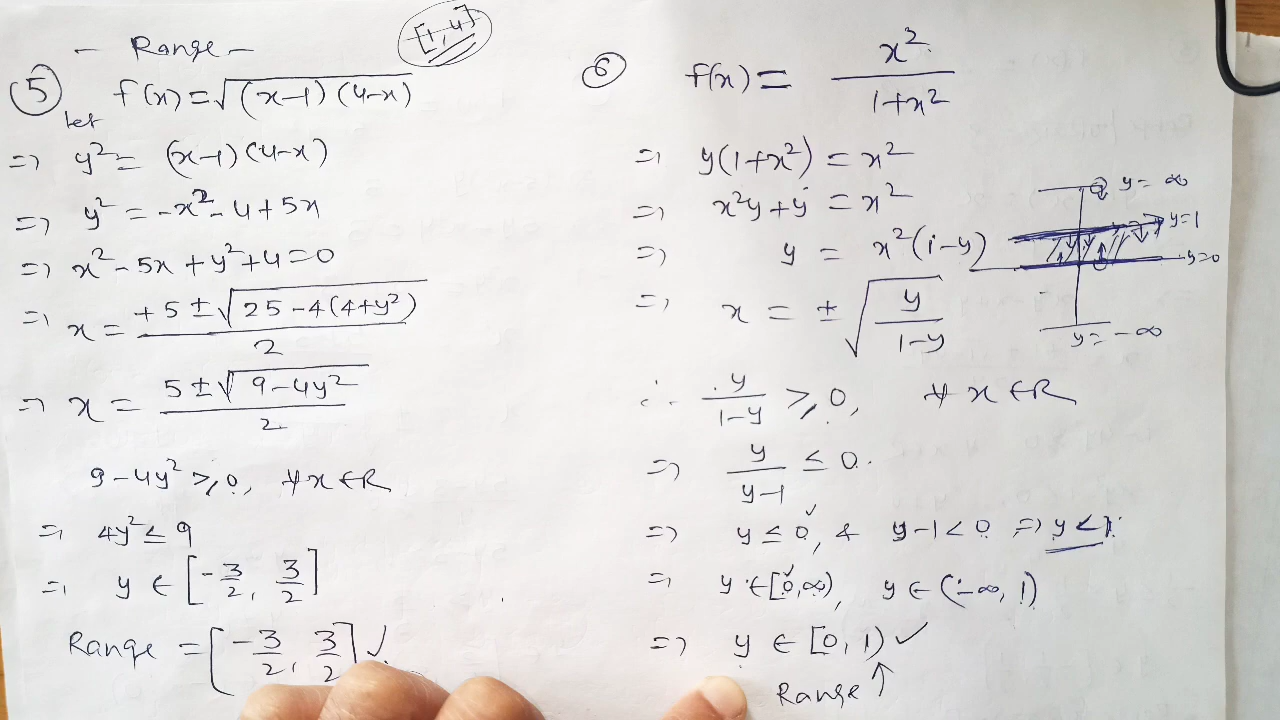 - Range -
[1, 4]
⑤ f(x) = √(x-1)(4-x)
let
⇒ y² = (x-1)(4-x)
⇒ y² = -x² - 4 + 5x
⇒ x² - 5x + y² + 4 = 0
⇒ x = +5 ± √25 - 4(4+y²) / 2
⇒ x = 5 ± √9 - 4y² / 2
9 - 4y² ≥ 0, ∀ x ∈ R
⇒ 4y² ≤ 9
⇒ y ∈ [-3/2, 3/2]
Range = [-3/2, 3/2] ✓
⑥ f(x) = x² / 1+x²
⇒ y(1+x²) = x²
⇒ x²y + y = x²
⇒ y = x²(1-y)
⇒ x = ± √y / 1-y
∴ y / 1-y ≥ 0, ∀ x ∈ R
⇒ y / y-1 ≤ 0.
⇒ y ≤ 0, & y-1 < 0 ⇒ y < 1
⇒ y ∈ [0, ∞), y ∈ (-∞, 1)
⇒ y ∈ [0, 1) ✓
Range ↑
y = ∞
y = 1
y = 0
y = -∞